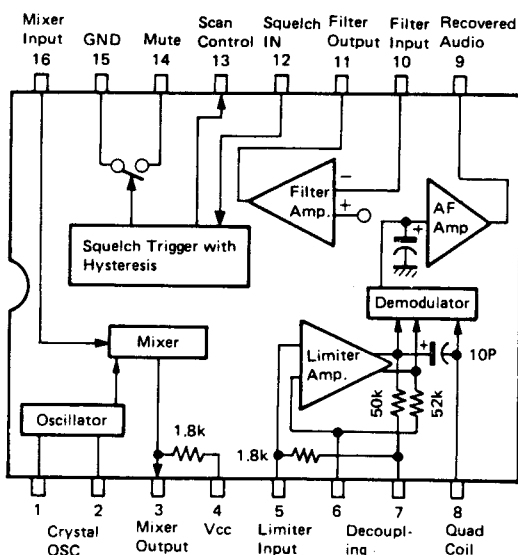 Mixer Input
16
GND
15
Mute
14
Scan Control
13
Squelch IN
12
Filter Output
11
Filter Input
10
Recovered Audio
9
Filter Amp.
−
+
AF Amp
+
Squelch Trigger with Hysteresis
Demodulator
Mixer
Limiter Amp.
+
10P
50k
52k
Oscillator
1.8k
1.8k
1
2
3
4
5
6
7
8
Crystal OSC
Mixer Output
Vcc
Limiter Input
Decoupl-ing
Quad Coil